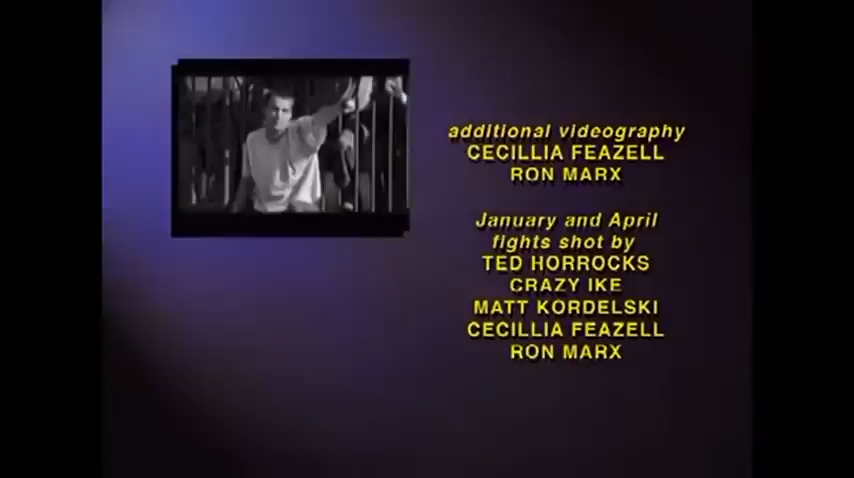 additional videography
CECILLIA FEAZELL
RON MARX
January and April
fights shot by
TED HORROCKS
CRAZY IKE
MATT KORDELSKI
CECILLIA FEAZELL
RON MARX